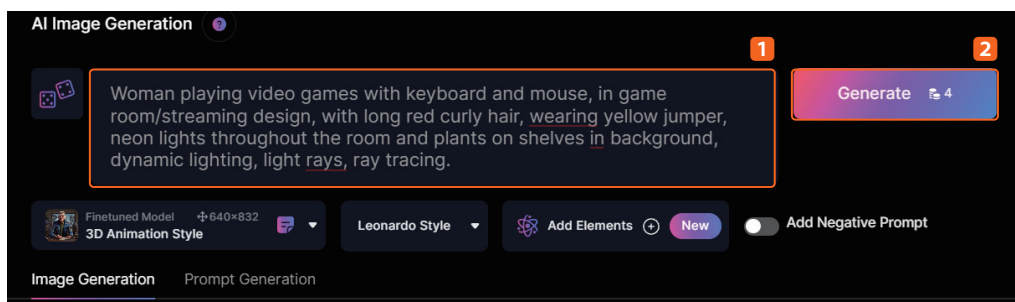 AI Image Generation ?
1
2
Woman playing video games with keyboard and mouse, in game
room/streaming design, with long red curly hair, wearing yellow jumper,
neon lights throughout the room and plants on shelves in background,
dynamic lighting, light rays, ray tracing.
Generate 4
Finetuned Model 640×832
3D Animation Style
Leonardo Style
Add Elements
New
Add Negative Prompt
Image Generation
Prompt Generation